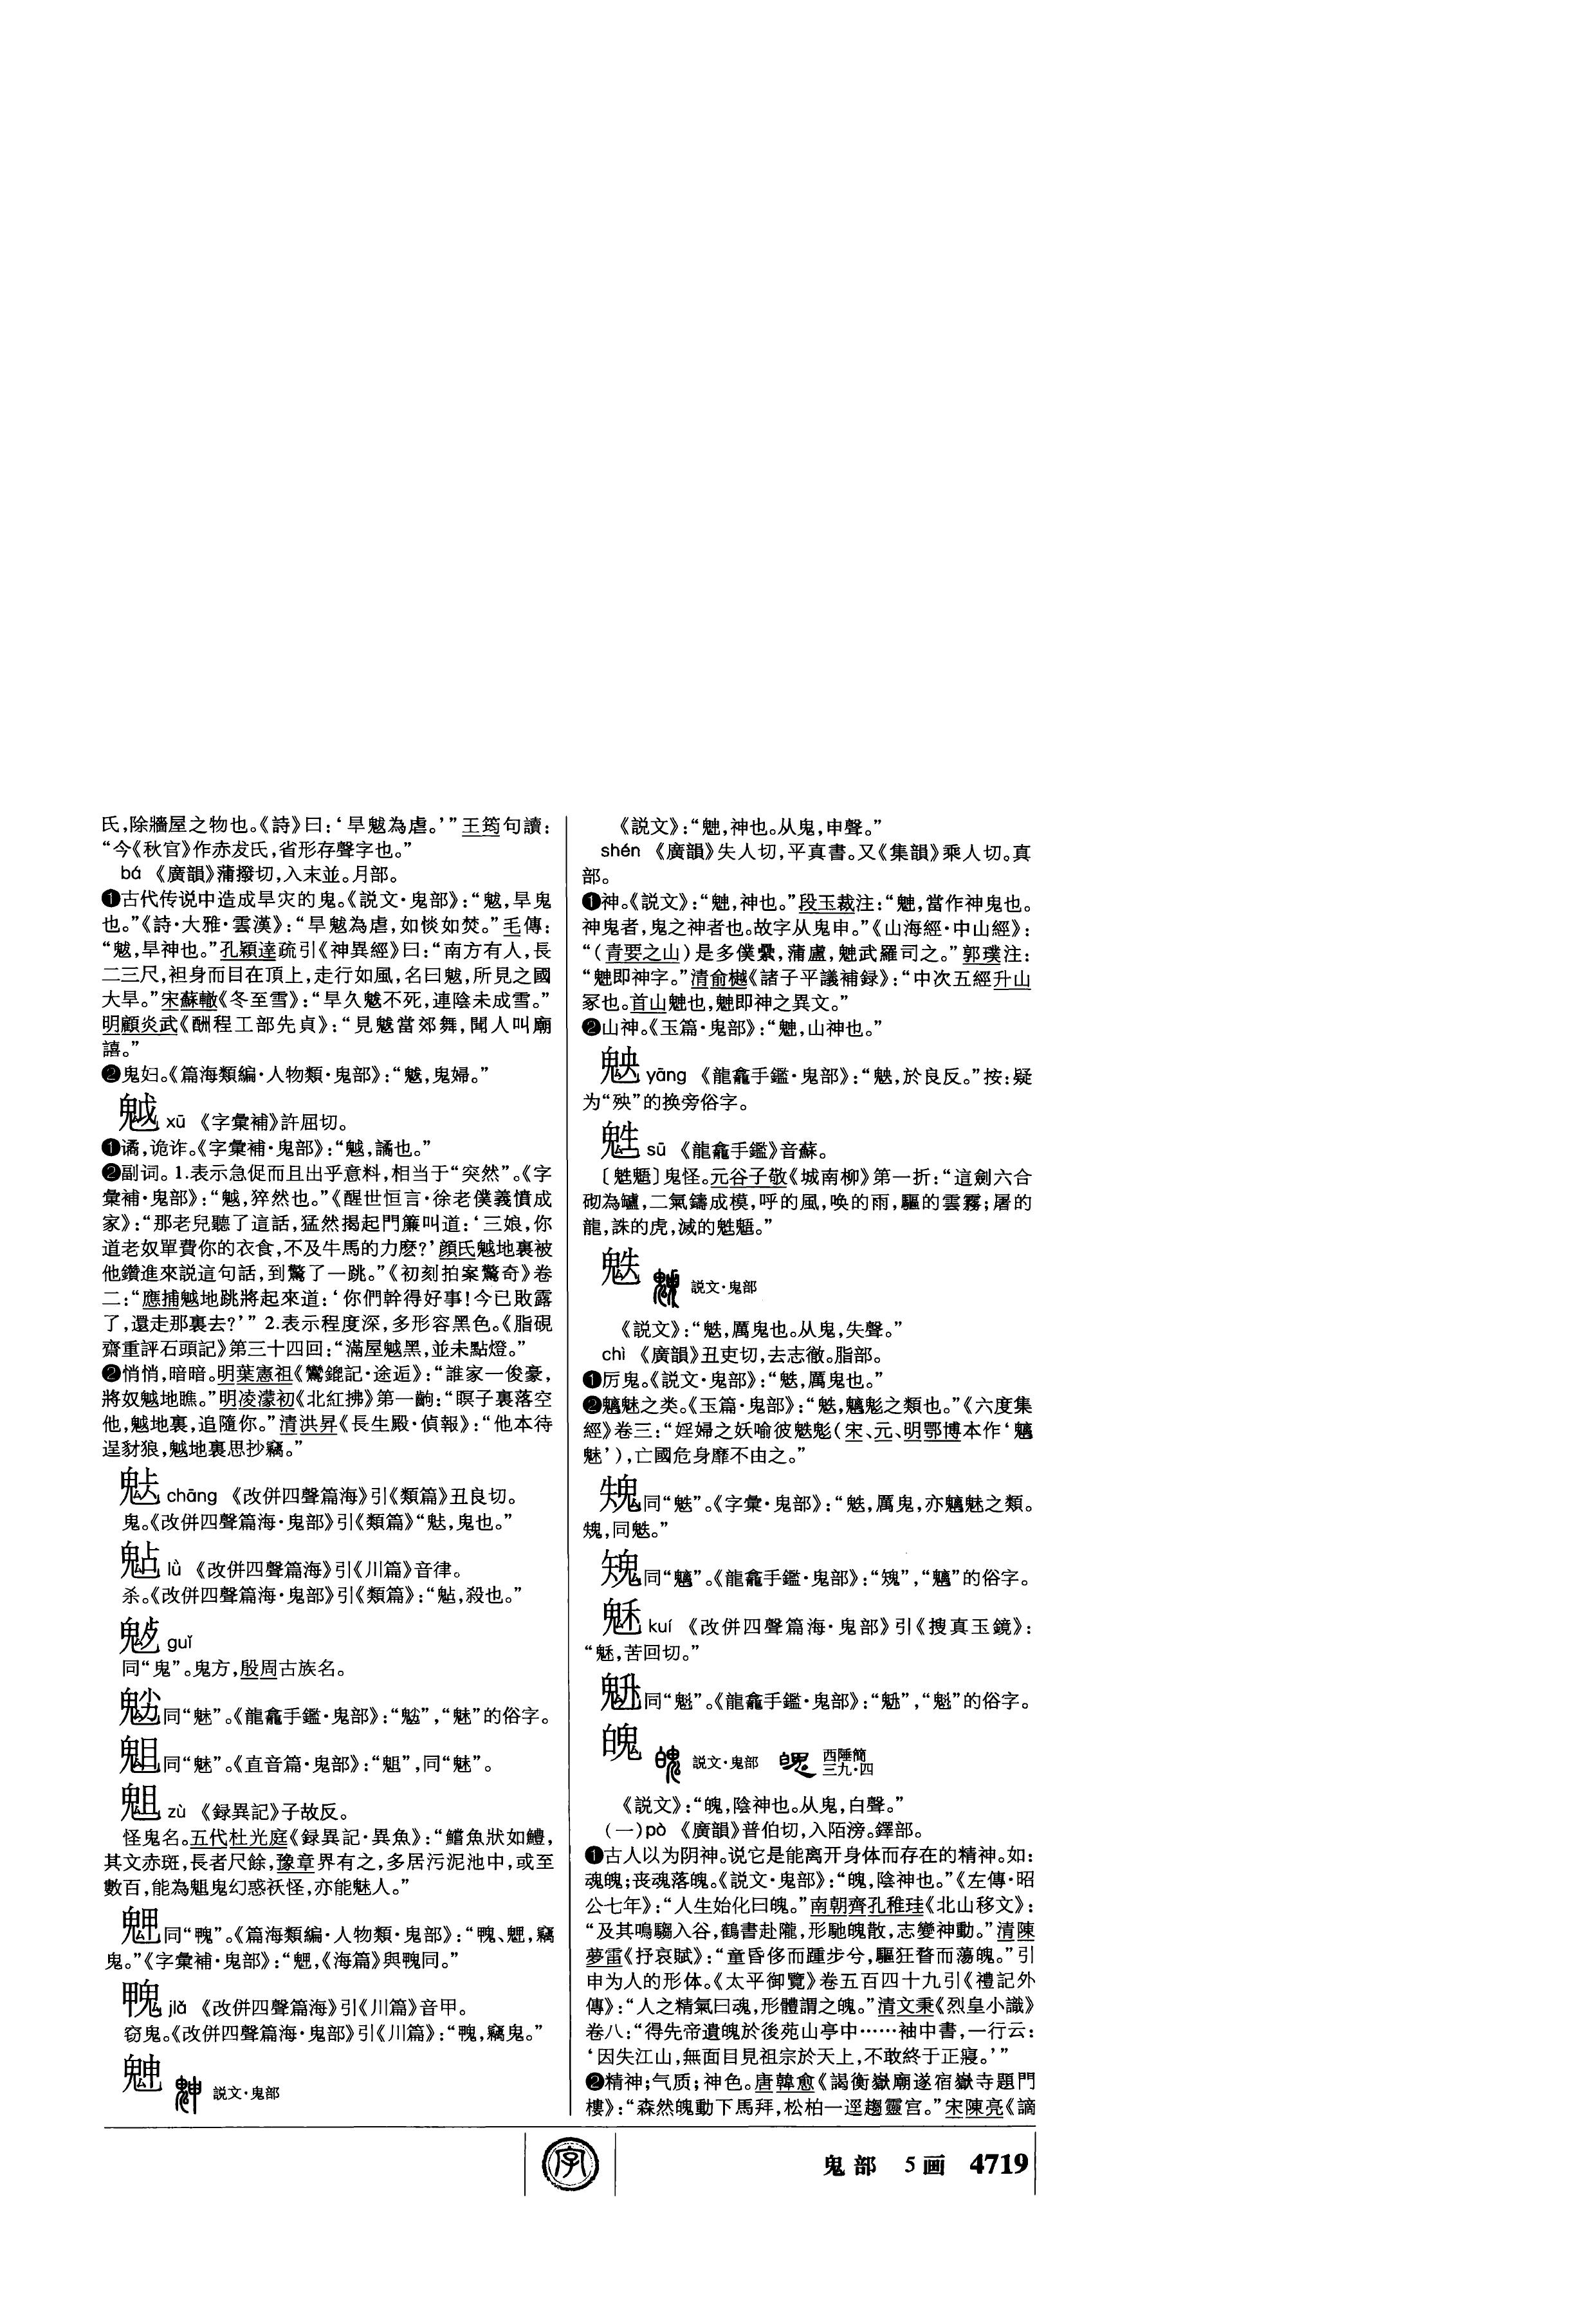 氏,除牆屋之物也。《詩》曰:‘旱魃為虐。’”王筠句讀:
“今《秋官》作赤犮氏,省形存聲字也。”
bá 《廣韻》蒲撥切,入末並。月部。
❶古代传说中造成旱灾的鬼。《説文·鬼部》:“魃,旱鬼
也。”《詩·大雅·雲漢》:“旱魃為虐,如惔如焚。”毛傳:
“魃,旱神也。”孔穎達疏引《神異經》曰:“南方有人,長
二三尺,袒身而目在頂上,走行如風,名曰魃,所見之國
大旱。”宋蘇轍《冬至雪》:“旱久魃不死,連陰未成雪。”
明顧炎武《酬程工部先貞》:“見魃當郊舞,聞人叫廟
譆。”
❷鬼妇。《篇海類編·人物類·鬼部》:“魃,鬼婦。”
魆 xū 《字彙補》許屈切。
❶谲,诡诈。《字彙補·鬼部》:“魆,譎也。”
❷副词。1.表示急促而且出乎意料,相当于“突然”。《字
彙補·鬼部》:“魆,猝然也。”《醒世恒言·徐老僕義憤成
家》:“那老兒聽了這話,猛然揭起門簾叫道:‘三娘,你
道老奴單費你的衣食,不及牛馬的力麽?’顔氏魆地裏被
他鑽進來説這句話,到驚了一跳。”《初刻拍案驚奇》卷
二:“應捕魆地跳將起來道:‘你們幹得好事!今已敗露
了,還走那裏去?’” 2.表示程度深,多形容黑色。《脂硯
齋重評石頭記》第三十四回:“滿屋魆黑,並未點燈。”
❷悄悄,暗暗。明葉憲祖《鸞鎞記·途逅》:“誰家一俊豪,
將奴魆地瞧。”明凌濛初《北紅拂》第一齣:“瞑子裏落空
他,魆地裏,追隨你。”清洪昇《長生殿·偵報》:“他本待
逞豺狼,魆地裏思抄竊。”
chāng 《改併四聲篇海》引《類篇》丑良切。
鬼。《改併四聲篇海·鬼部》引《類篇》“,鬼也。”
lǜ 《改併四聲篇海》引《川篇》音律。
杀。《改併四聲篇海·鬼部》引《類篇》:“,殺也。”
guǐ
同“鬼”。鬼方,殷周古族名。
同“魅”。《龍龕手鑑·鬼部》:“”,“魅”的俗字。
同“魅”。《直音篇·鬼部》:“”,同“魅”。
zù 《録異記》子故反。
怪鬼名。五代杜光庭《録異記·異魚》:“鱛魚狀如鱧,
其文赤斑,長者尺餘,豫章界有之,多居污泥池中,或至
數百,能為鬼幻惑祅怪,亦能魅人。”
魻同“”。《篇海類編·人物類·鬼部》:“、魻,竊
鬼。”《字彙補·鬼部》:“魻,《海篇》與同。”
jiǎ 《改併四聲篇海》引《川篇》音甲。
窃鬼。《改併四聲篇海·鬼部》引《川篇》:“,竊鬼。”
魋 説文·鬼部
《説文》:“䰠,神也。从鬼,申聲。”
shén 《廣韻》失人切,平真書。又《集韻》乘人切。真
部。
❶神。《説文》:“䰠,神也。”段玉裁注:“䰠,當作神鬼也。
神鬼者,鬼之神者也。故字从鬼申。”《山海經·中山經》:
“(青要之山)是多僕纍,蒲盧,䰠武羅司之。”郭璞注:
“䰠即神字。”清俞樾《諸子平議補録》:“中次五經升山
冢也。首山䰠也,䰠即神之異文。”
❷山神。《玉篇·鬼部》:“䰠,山神也。”
yāng 《龍龕手鑑·鬼部》:“,於良反。”按:疑
为“殃”的换旁俗字。
sū 《龍龕手鑑》音蘇。
〔〕鬼怪。元谷子敬《城南柳》第一折:“這劍六合
砌為罏,二氣鑄成模,呼的風,唤的雨,驅的雲霧;屠的
龍,誅的虎,滅的。”
魅 説文·鬼部
《説文》:“,厲鬼也。从鬼,失聲。”
chì 《廣韻》丑吏切,去志徹。脂部。
❶厉鬼。《説文·鬼部》:“,厲鬼也。”
❷魑魅之类。《玉篇·鬼部》:“,魑鬽之類也。”《六度集
經》卷三:“婬婦之妖喻彼鬽(宋、元、明鄂博本作‘魑
魅’),亡國危身靡不由之。”
同“”。《字彙·鬼部》:“,厲鬼,亦魑魅之類。
,同。”
同“魑”。《龍龕手鑑·鬼部》:“”,“魑”的俗字。
kuí 《改併四聲篇海·鬼部》引《搜真玉鏡》:
“,苦回切。”
同“魁”。《龍龕手鑑·鬼部》:“”,“魁”的俗字。
魄 説文·鬼部 西陲簡三九·四
《説文》:“魄,陰神也。从鬼,白聲。”
(一)pò 《廣韻》普伯切,入陌滂。鐸部。
❶古人以为阴神。说它是能离开身体而存在的精神。如:
魂魄;丧魂落魄。《説文·鬼部》:“魄,陰神也。”《左傳·昭
公七年》:“人生始化曰魄。”南朝齊孔稚珪《北山移文》:
“及其鳴騶入谷,鶴書赴隴,形馳魄散,志變神動。”清陳
夢雷《抒哀賦》:“童昏侈而踵步兮,驅狂瞀而蕩魄。”引
申为人的形体。《太平御覽》卷五百四十九引《禮記外
傳》:“人之精氣曰魂,形體謂之魄。”清文秉《烈皇小識》
卷八:“得先帝遺魄於後苑山亭中……袖中書,一行云:
‘因失江山,無面目見祖宗於天上,不敢終于正寢。’”
❷精神;气质;神色。唐韓愈《謁衡嶽廟遂宿嶽寺題門
樓》:“森然魄動下馬拜,松柏一逕趨靈宫。”宋陳亮《謫
字
鬼部 5画 4719